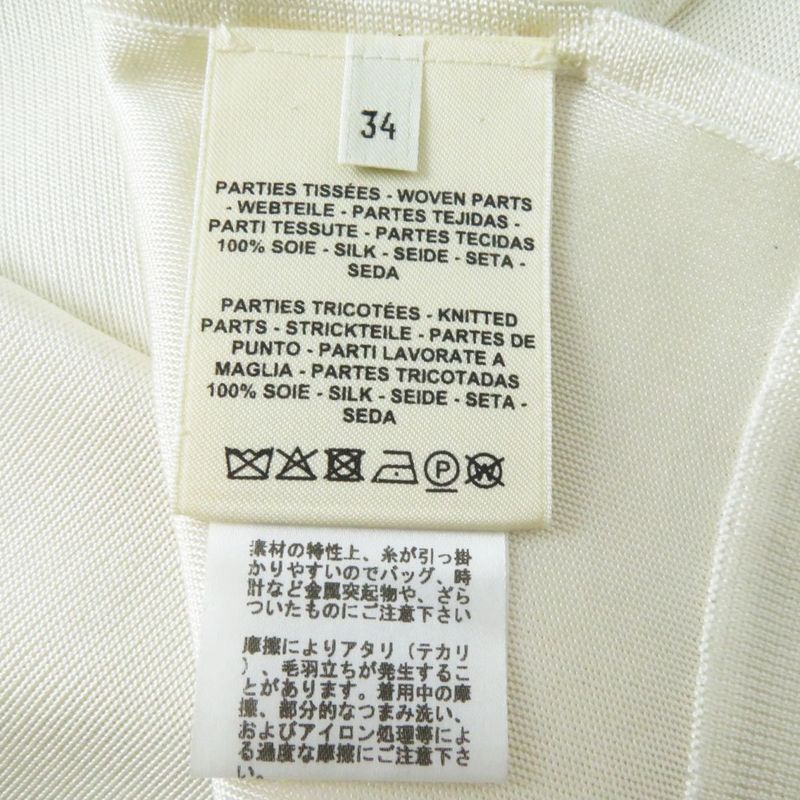 34
PARTIES TISSÉES - WOVEN PARTS
- WEBTEILE - PARTES TEJIDAS -
PARTI TESSUTE - PARTES TECIDAS
100% SOIE - SILK - SEIDE - SETA -
SEDA
PARTIES TRICOTÉES - KNITTED
PARTS - STRICKTEILE - PARTES DE
PUNTO - PARTI LAVORATE A
MAGLIA - PARTES TRICOTADAS
100% SOIE - SILK - SEIDE - SETA -
SEDA
P W
素材の特性上、糸が引っ掛
かりやすいのでバッグ、時
計など金属突起物や、ざら
ついたものにご注意下さい
摩擦によりアタリ（テカリ
）、毛羽立ちが発生するこ
とがあります。着用中の摩
擦、部分的なつまみ洗い、
およびアイロン処理等によ
る過度な摩擦にご注意下さ
い。